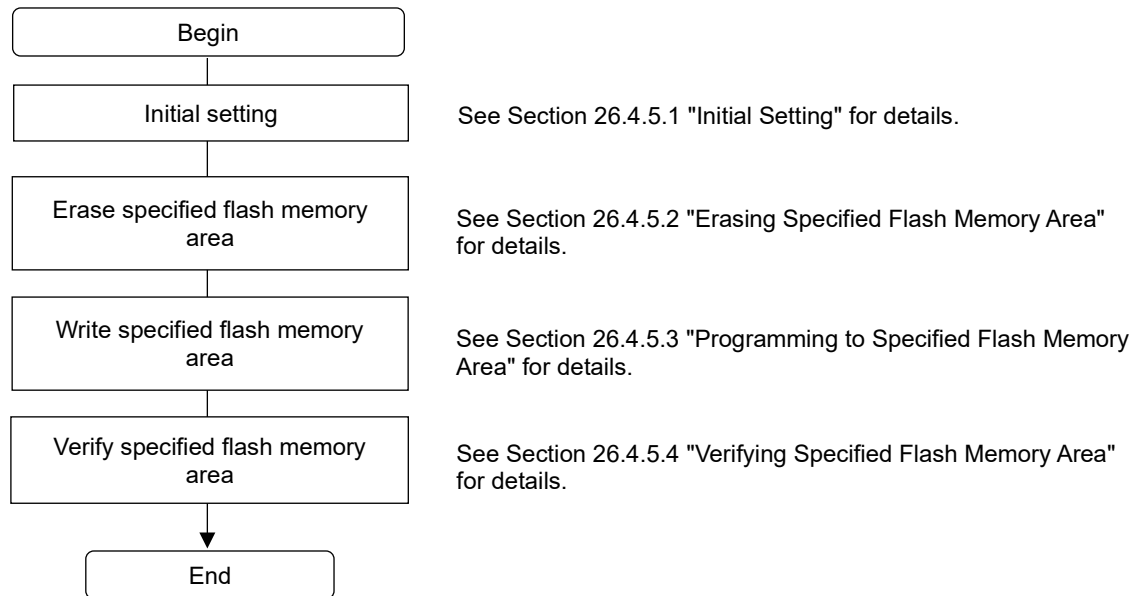 Begin
Initial setting
See Section 26.4.5.1 "Initial Setting" for details.
Erase specified flash memory
area
See Section 26.4.5.2 "Erasing Specified Flash Memory Area"
for details.
Write specified flash memory
area
See Section 26.4.5.3 "Programming to Specified Flash Memory
Area" for details.
Verify specified flash memory
area
See Section 26.4.5.4 "Verifying Specified Flash Memory Area"
for details.
End